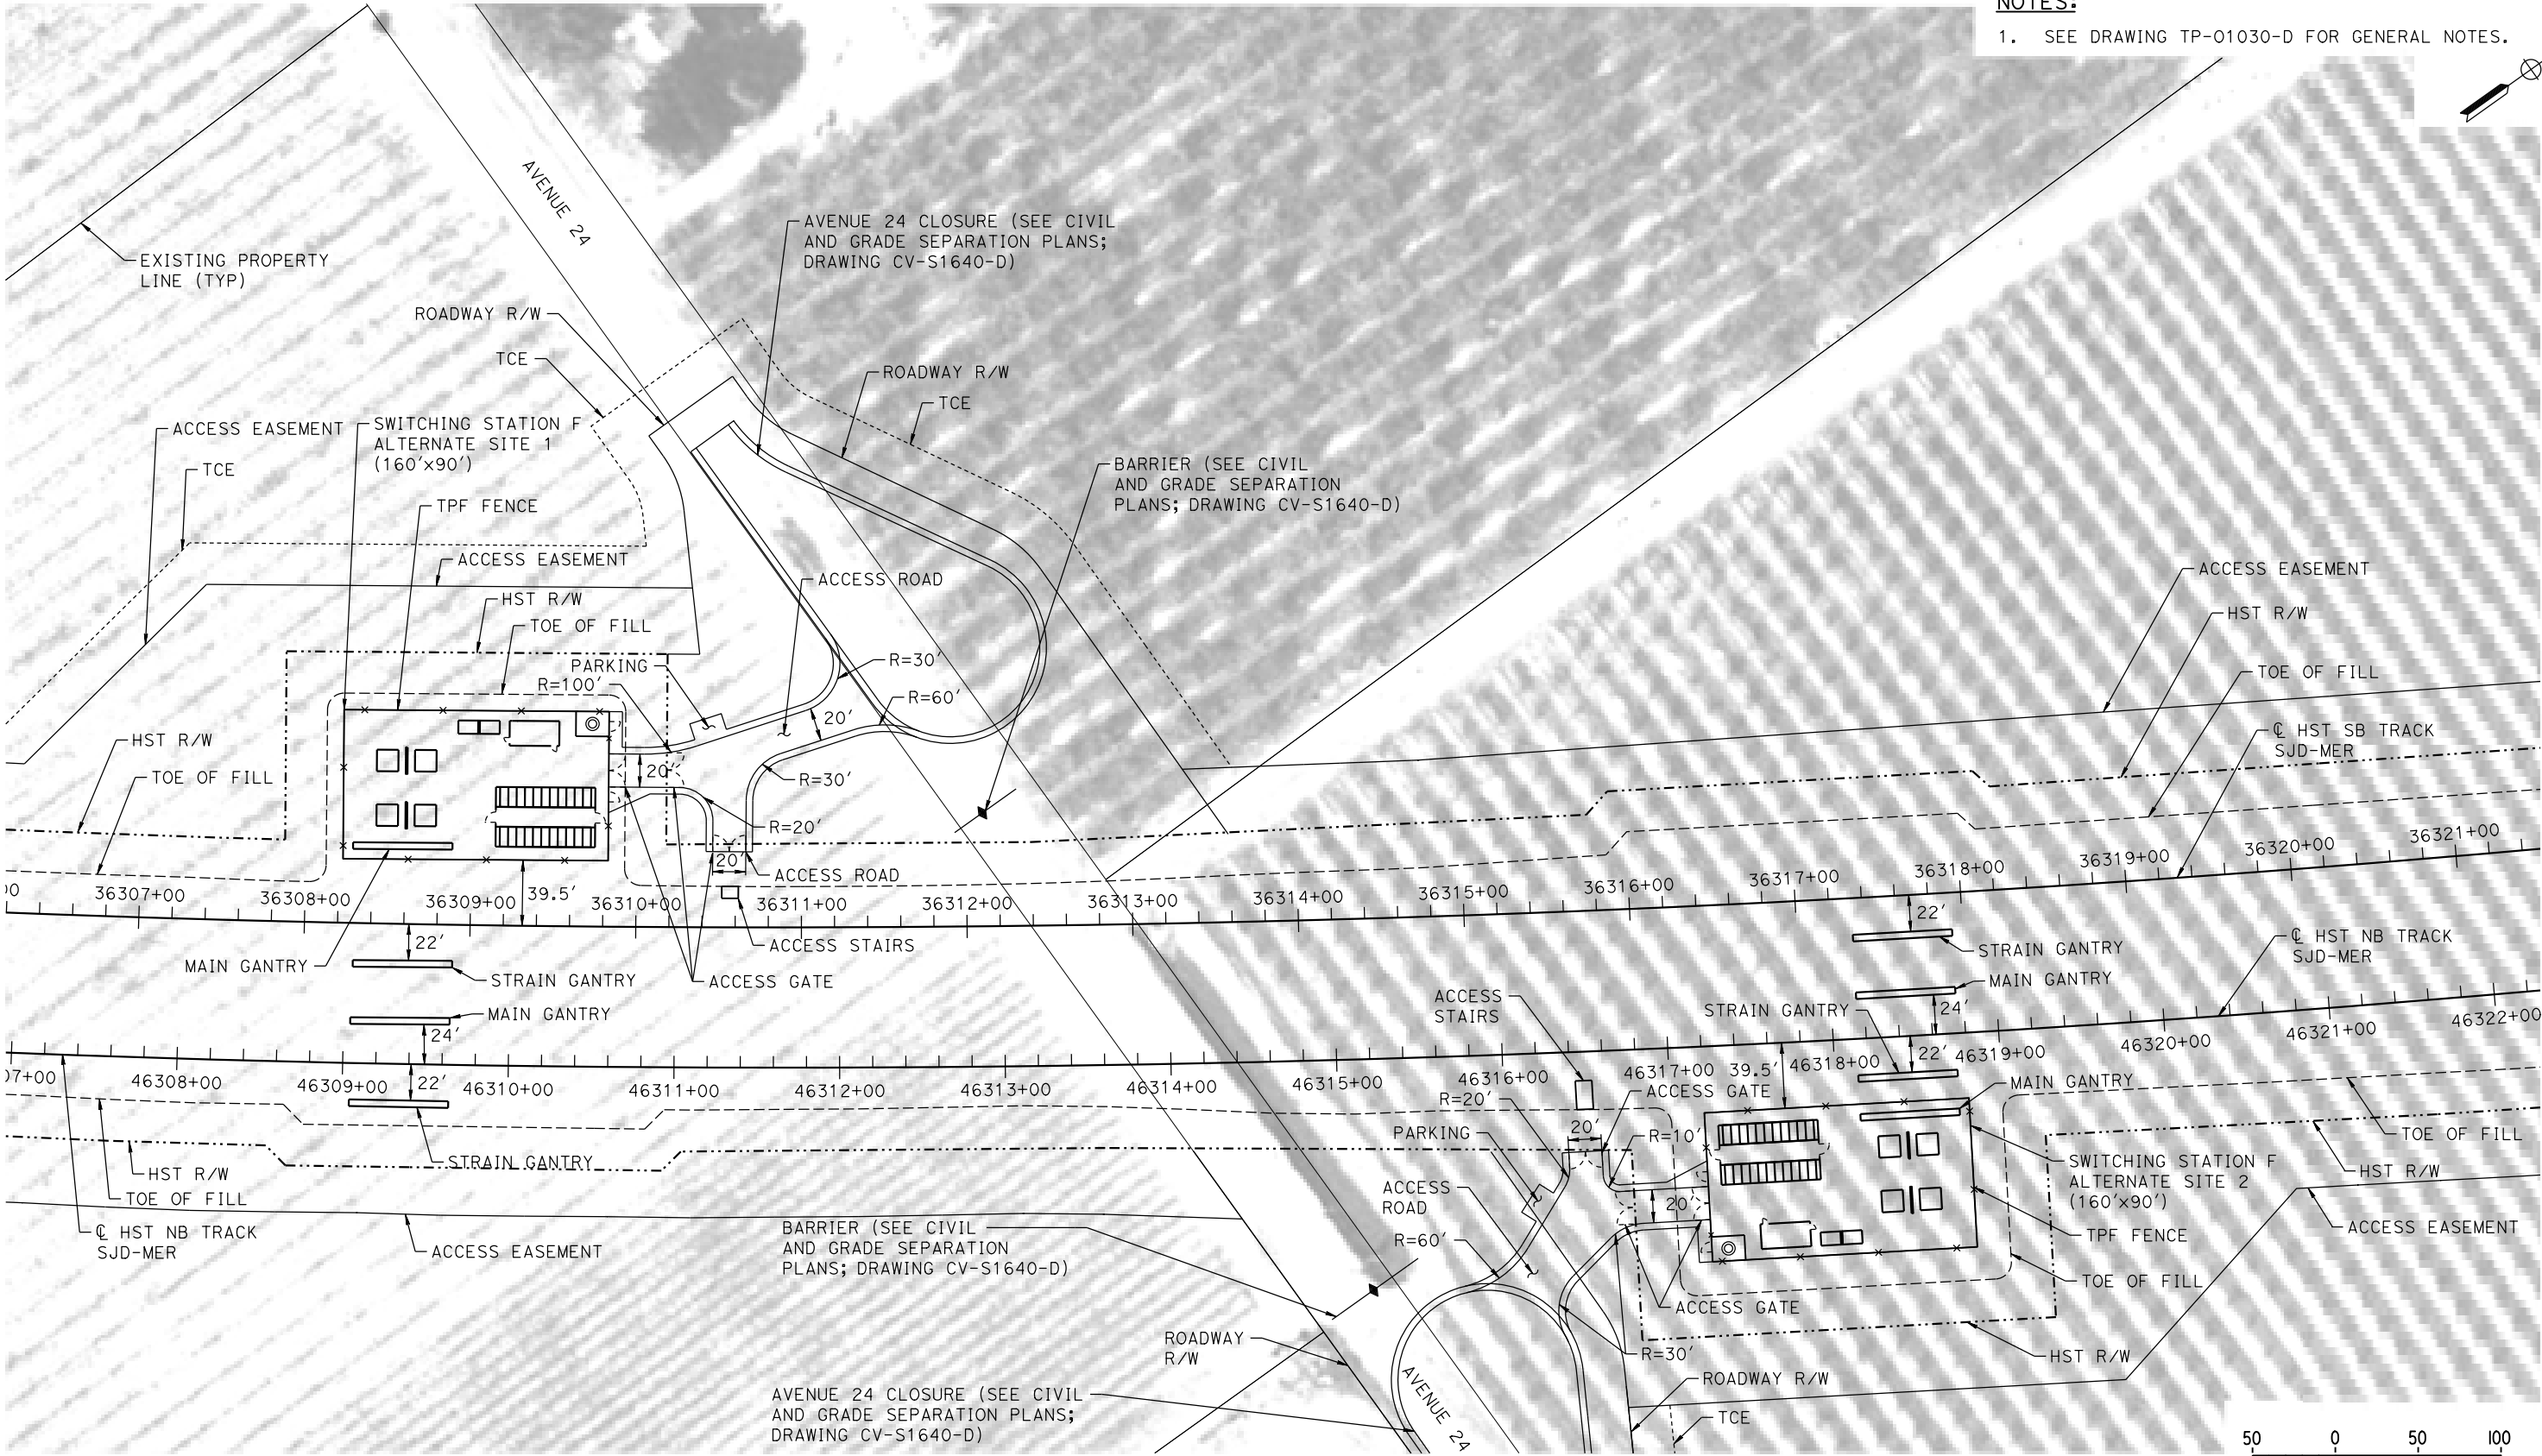 NOTES:
1. SEE DRAWING TP-O1030-D FOR GENERAL NOTES.
AVENUE 24
EXISTING PROPERTY
LINE (TYP)
AVENUE 24 CLOSURE (SEE CIVIL
AND GRADE SEPARATION PLANS;
DRAWING CV-S1640-D)
ROADWAY R/W
TCE
ROADWAY R/W
TCE
ACCESS EASEMENT
TCE
SWITCHING STATION F
ALTERNATE SITE 1
(160'x90')
TPF FENCE
BARRIER (SEE CIVIL
AND GRADE SEPARATION
PLANS; DRAWING CV-S1640-D)
ACCESS EASEMENT
HST R/W
TOE OF FILL
ACCESS ROAD
PARKING
R=100'
R=30'
R=60'
20'
20'
R=30'
R=20'
20'
ACCESS ROAD
ACCESS STAIRS
ACCESS GATE
HST R/W
TOE OF FILL
ACCESS EASEMENT
HST R/W
TOE OF FILL
℄ HST SB TRACK
SJD-MER
00
36307+00
36308+00
36309+00
39.5'
36310+00
36311+00
36312+00
36313+00
36314+00
36315+00
36316+00
36317+00
36318+00
36319+00
36320+00
36321+00
22'
MAIN GANTRY
STRAIN GANTRY
MAIN GANTRY
24'
22'
STRAIN GANTRY
MAIN GANTRY
24'
STRAIN GANTRY
℄ HST NB TRACK
SJD-MER
ACCESS
STAIRS
07+00
46308+00
46309+00
22'
46310+00
46311+00
46312+00
46313+00
46314+00
46315+00
46316+00
46317+00
39.5'
46318+00
22'
46319+00
46320+00
46321+00
46322+00
STRAIN GANTRY
HST R/W
TOE OF FILL
℄ HST NB TRACK
SJD-MER
ACCESS EASEMENT
BARRIER (SEE CIVIL
AND GRADE SEPARATION
PLANS; DRAWING CV-S1640-D)
ACCESS GATE
R=20'
PARKING
20'
R=10'
ACCESS
ROAD
20'
R=60'
ACCESS GATE
R=30'
MAIN GANTRY
TOE OF FILL
SWITCHING STATION F
ALTERNATE SITE 2
(160'x90')
HST R/W
TPF FENCE
ACCESS EASEMENT
TOE OF FILL
HST R/W
ROADWAY
R/W
AVENUE 24 CLOSURE (SEE CIVIL
AND GRADE SEPARATION PLANS;
DRAWING CV-S1640-D)
AVENUE 24
ROADWAY R/W
TCE
50 0 50 100